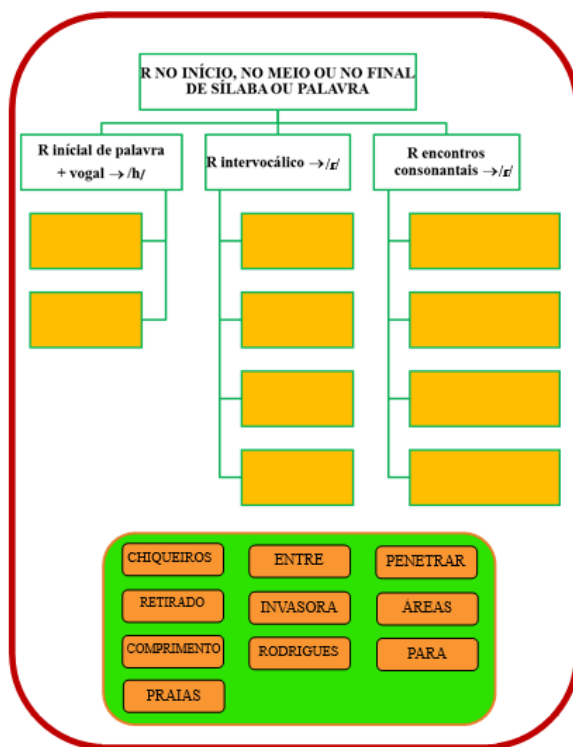 R NO INÍCIO, NO MEIO OU NO FINAL
DE SÍLABA OU PALAVRA
R inícial de palavra
+ vogal → /h/
R intervocálico →/ɾ/
R encontros
consonantais →/ɾ/
CHIQUEIROS
ENTRE
PENETRAR
RETIRADO
INVASORA
ÁREAS
COMPRIMENTO
RODRIGUES
PARA
PRAIAS